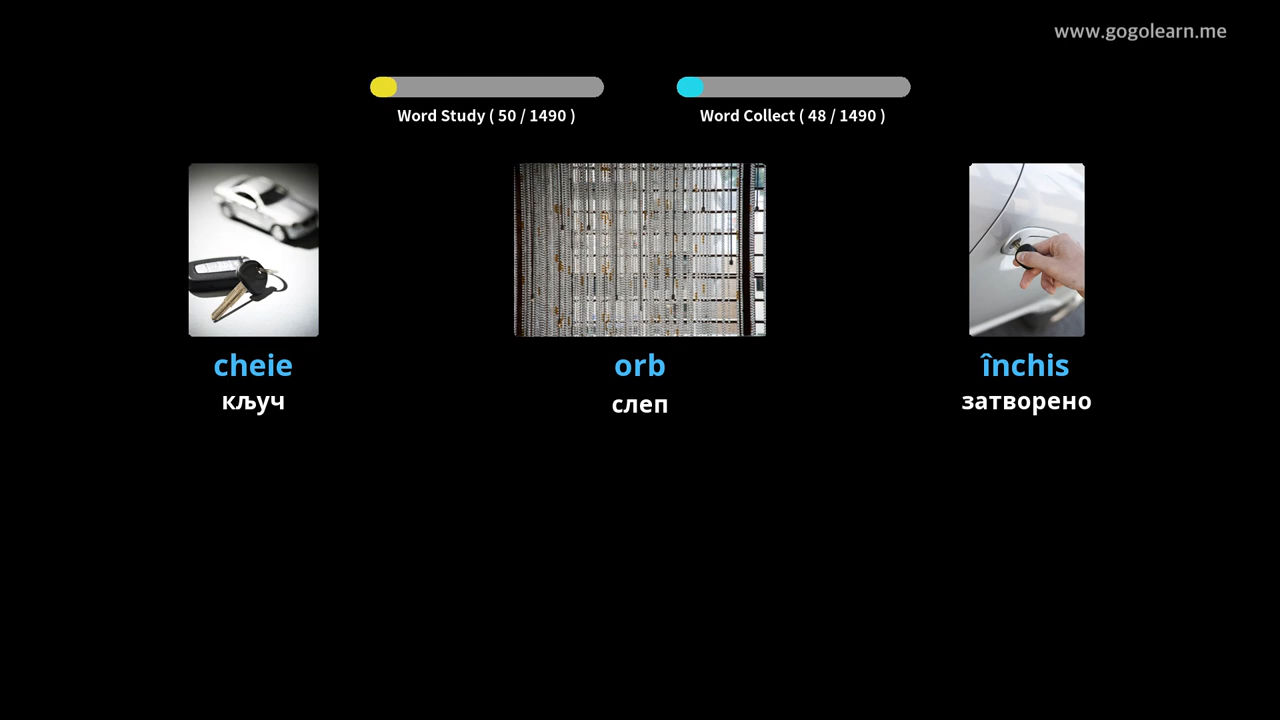 www.gogolearn.me
Word Study ( 50 / 1490 )
Word Collect ( 48 / 1490 )
cheie
кључ
orb
слеп
închis
затворено